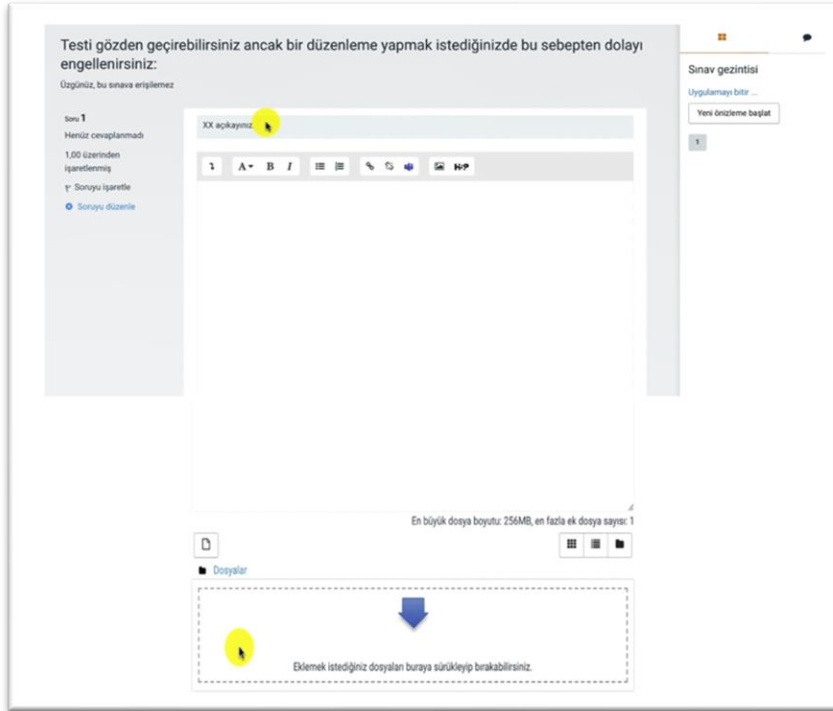 Testi gözden geçirebilirsiniz ancak bir düzenleme yapmak istediğinizde bu sebepten dolayı
engellenirsiniz:
Üzgünüz, bu sınava erişilemez
Soru 1
Henüz cevaplanmadı
1,00 üzerinden
işaretlenmiş
Soruyu işaretle
Soruyu düzenle
XX açıkayınız
A B I
H5P
En büyük dosya boyutu: 256MB, en fazla ek dosya sayısı: 1
Dosyalar
Eklemek istediğiniz dosyaları buraya sürükleyip bırakabilirsiniz.
Sınav gezintisi
Uygulamayı bitir ...
Yeni önizleme başlat
1